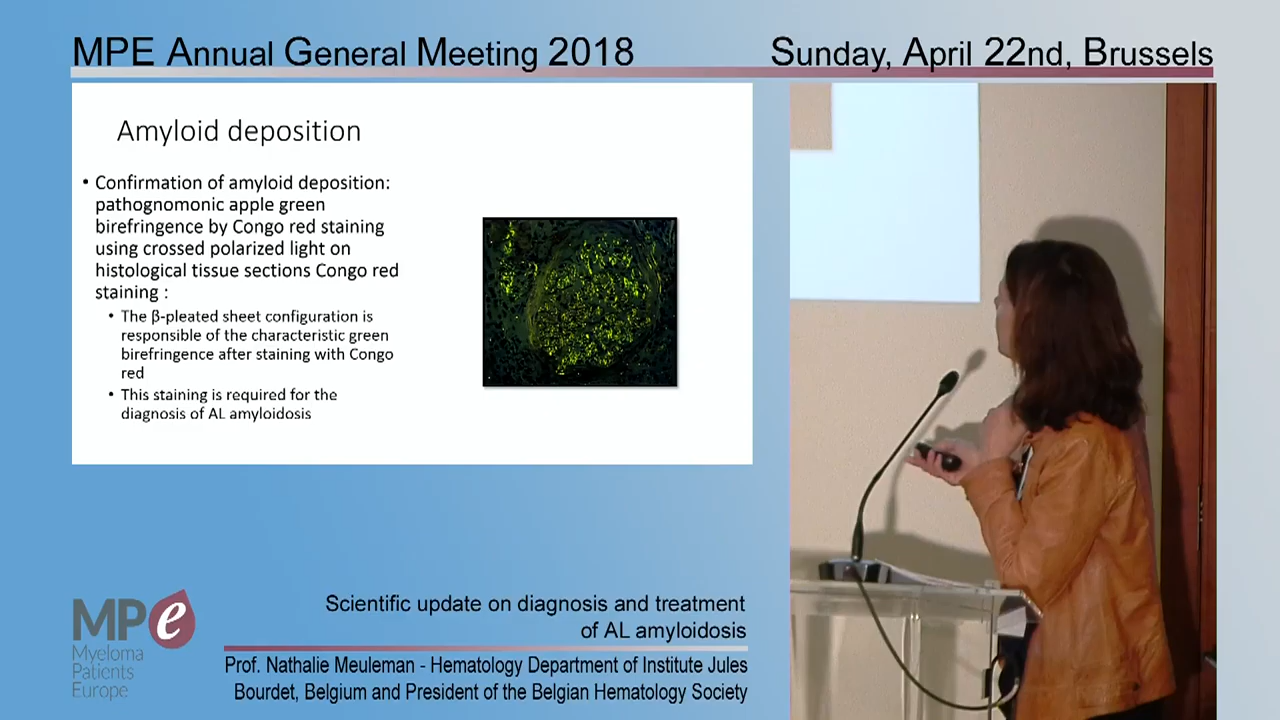 MPE Annual General Meeting 2018
Sunday, April 22nd, Brussels
Amyloid deposition
• Confirmation of amyloid deposition:
pathognomonic apple green
birefringence by Congo red staining
using crossed polarized light on
histological tissue sections Congo red
staining :
• The β-pleated sheet configuration is
responsible of the characteristic green
birefringence after staining with Congo
red
• This staining is required for the
diagnosis of AL amyloidosis
MPe
Myeloma
Patients
Europe
Scientific update on diagnosis and treatment
of AL amyloidosis
Prof. Nathalie Meuleman - Hematology Department of Institute Jules
Bourdet, Belgium and President of the Belgian Hematology Society